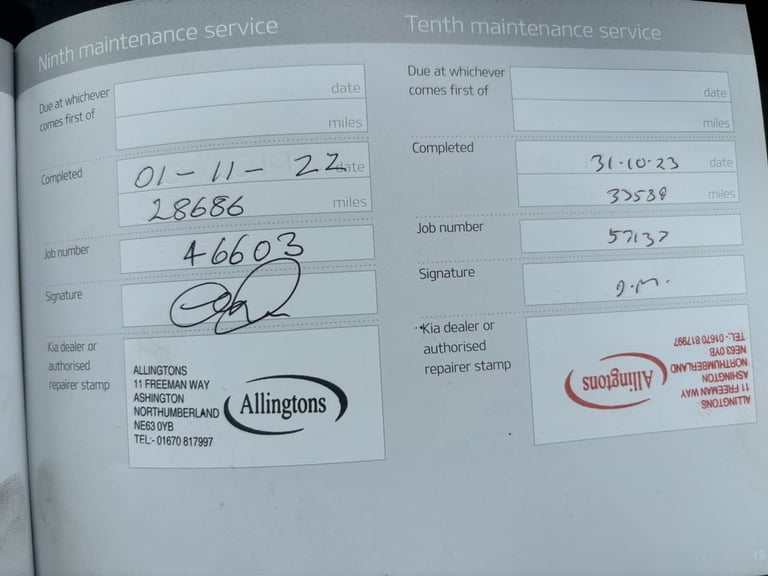 Ninth maintenance service
Due at whichever
comes first of
date
miles
Completed
01-11-22 date
28686 miles
Job number
46603
Signature
Kia dealer or
authorised
repairer stamp
ALLINGTONS
11 FREEMAN WAY
ASHINGTON
NORTHUMBERLAND
NE63 0YB
TEL:- 01670 817997
Allingtons
Tenth maintenance service
Due at whichever
comes first of
date
miles
Completed
31.10.23 date
miles
Job number
57137
Signature
Kia dealer or
authorised
repairer stamp
ALLINGTONS
11 FREEMAN WAY
ASHINGTON
NORTHUMBERLAND
NE63 0YB
TEL:- 01670 817997
Allingtons
19